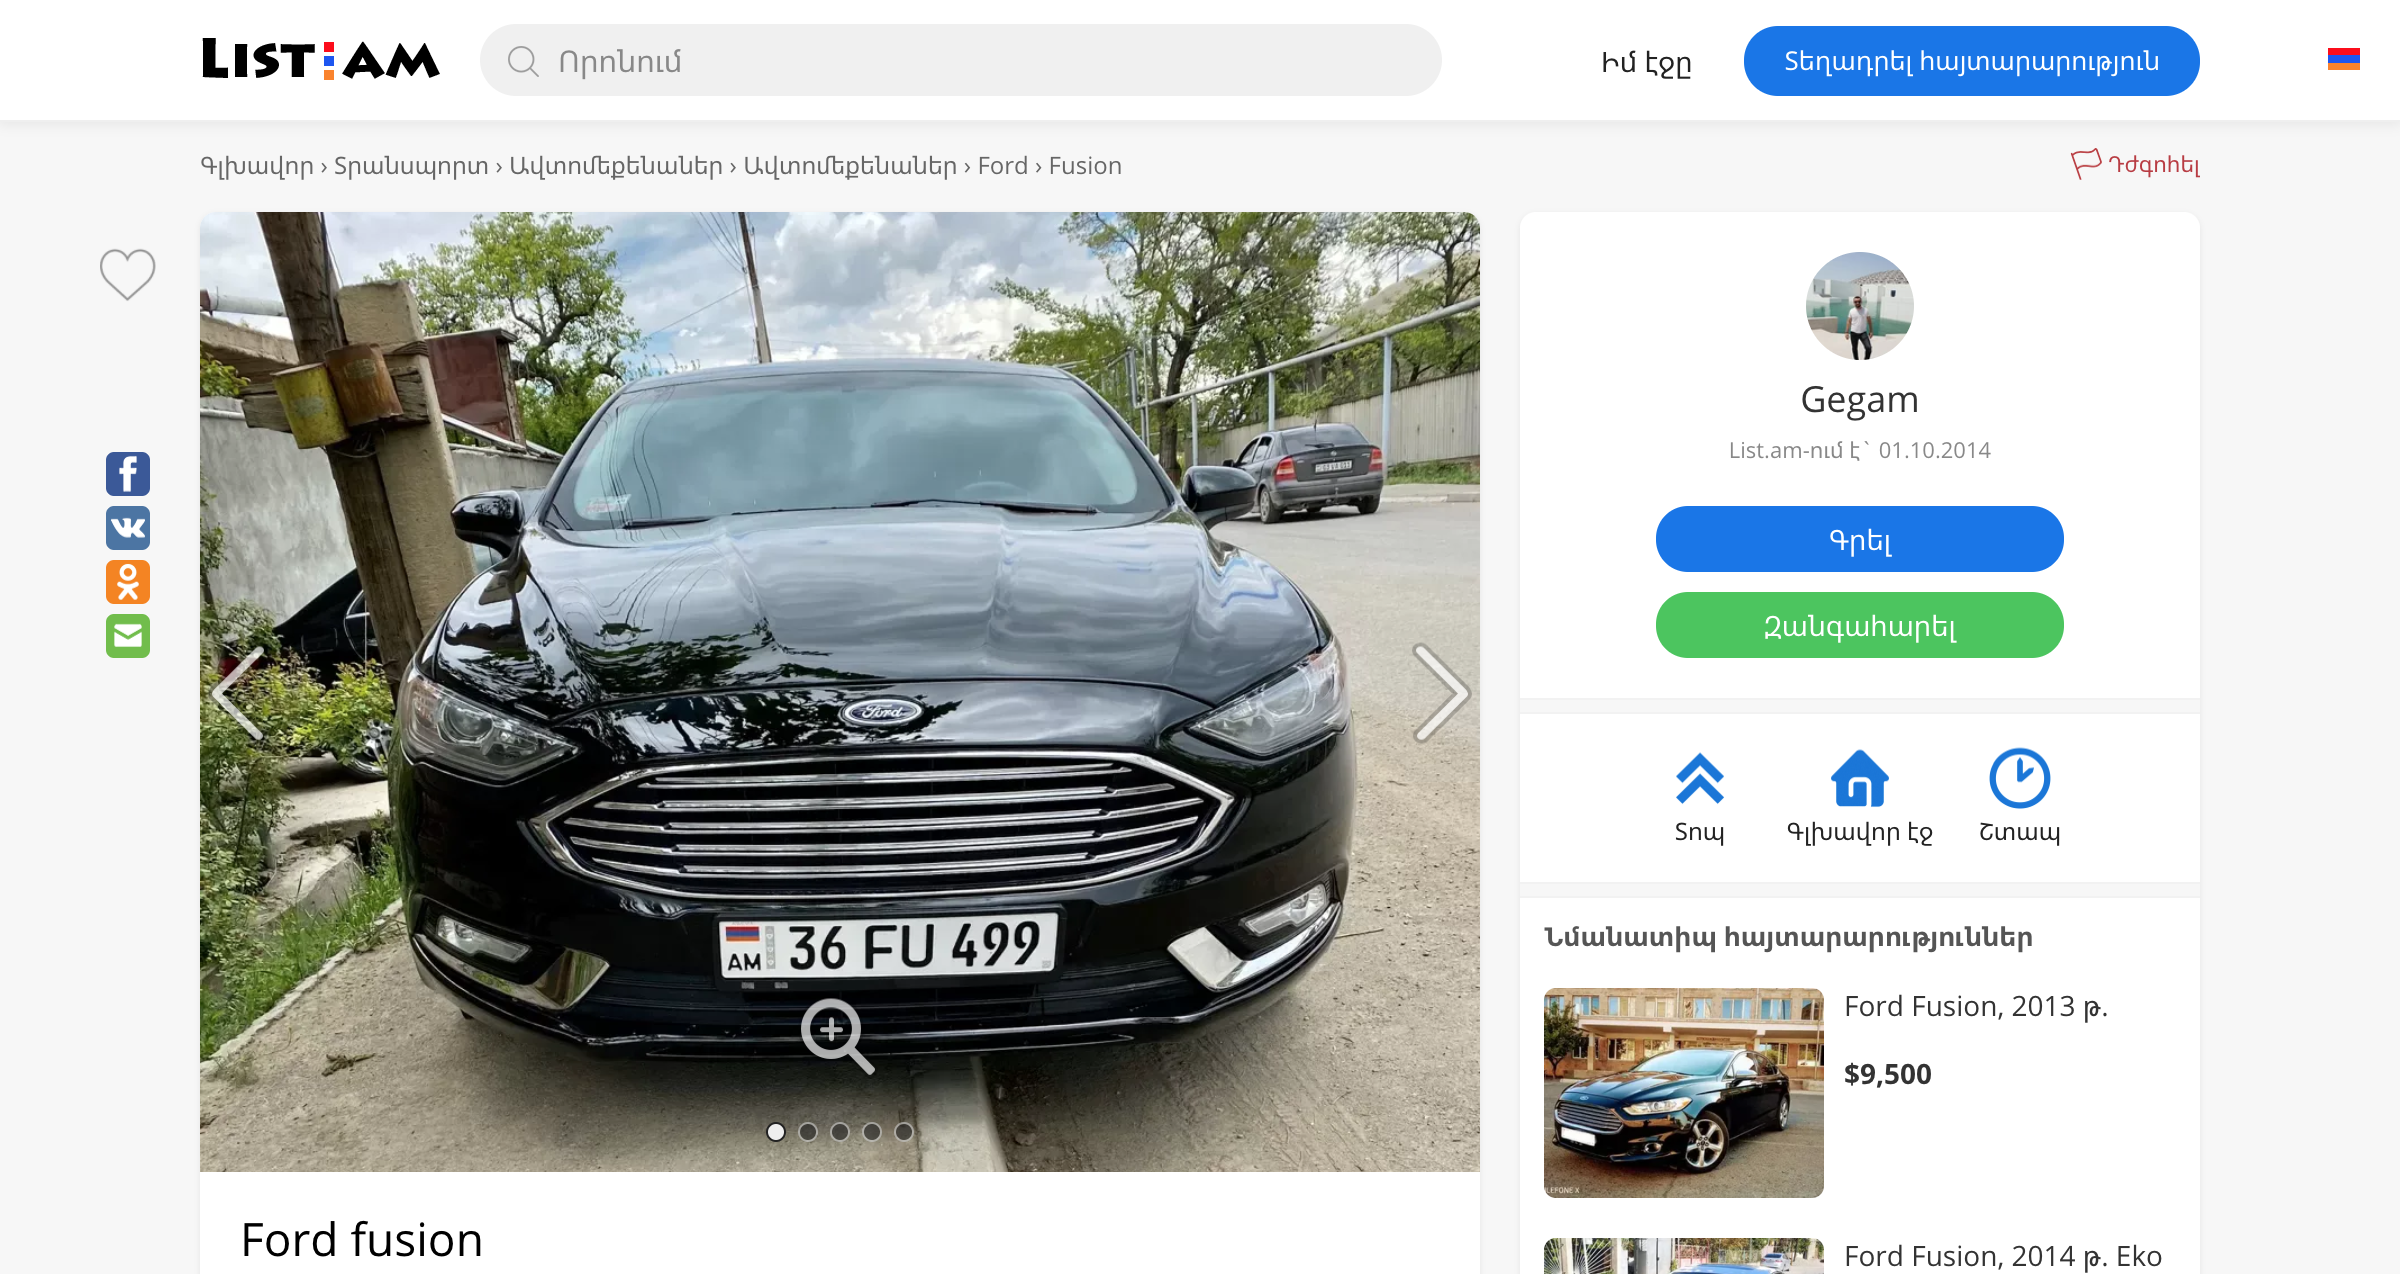 LIST:AM
Որոնում
Իմ էջը
Տեղադրել հայտարարություն
Գլխավոր › Տրանսպորտ › Ավտոմեքենաներ › Ավտոմեքենաներ › Ford › Fusion
Դժգոհել
Ford
AM 36 FU 499
Ford fusion
Gegam
List.am-ում է` 01.10.2014
Գրել
Զանգահարել
Տոպ
Գլխավոր էջ
Շտապ
Նմանատիպ հայտարարություններ
Ford Fusion, 2013 թ.
$9,500
Ford Fusion, 2014 թ. Eko